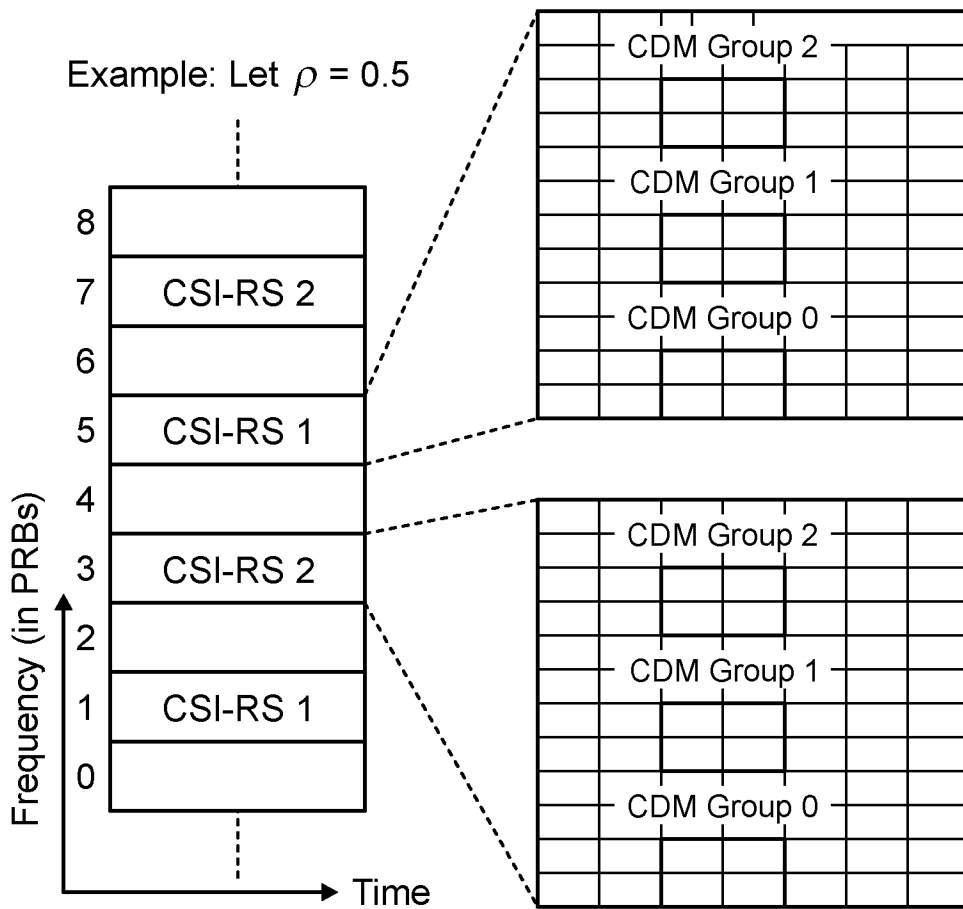 Example: Let ρ = 0.5
8
7
CSI-RS 2
6
5
CSI-RS 1
4
3
CSI-RS 2
2
1
CSI-RS 1
0
Frequency (in PRBs)
Time
CDM Group 2
CDM Group 1
CDM Group 0
CDM Group 2
CDM Group 1
CDM Group 0